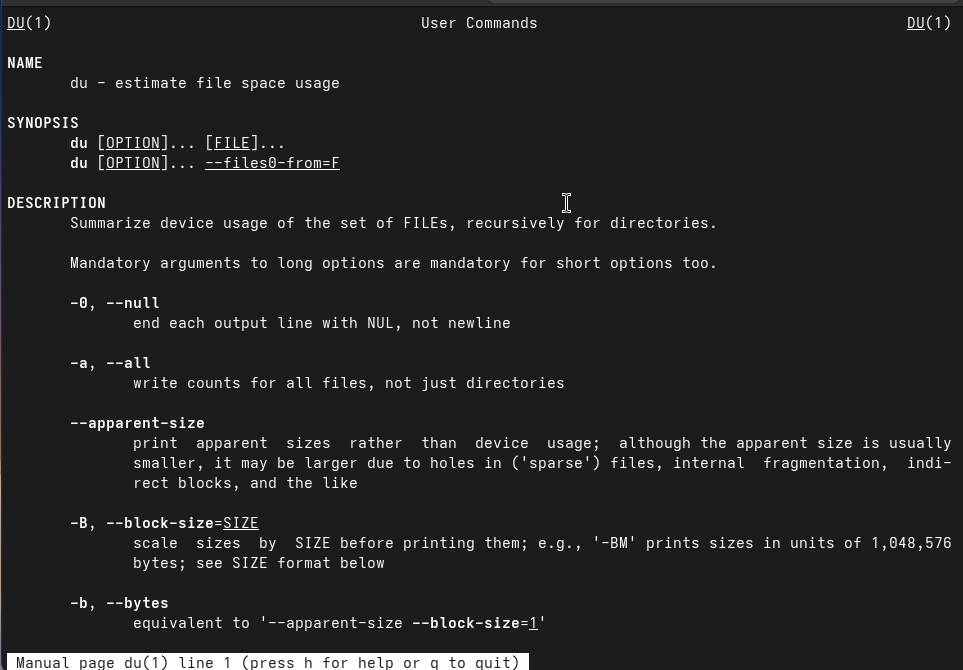 DU(1) User Commands DU(1)
NAME
du - estimate file space usage
SYNOPSIS
du [OPTION]... [FILE]...
du [OPTION]... --files0-from=F
DESCRIPTION
Summarize device usage of the set of FILEs, recursively for directories.
Mandatory arguments to long options are mandatory for short options too.
-0, --null
end each output line with NUL, not newline
-a, --all
write counts for all files, not just directories
--apparent-size
print apparent sizes rather than device usage; although the apparent size is usually
smaller, it may be larger due to holes in ('sparse') files, internal fragmentation, indi-
rect blocks, and the like
-B, --block-size=SIZE
scale sizes by SIZE before printing them; e.g., '-BM' prints sizes in units of 1,048,576
bytes; see SIZE format below
-b, --bytes
equivalent to '--apparent-size --block-size=1'
Manual page du(1) line 1 (press h for help or q to quit)